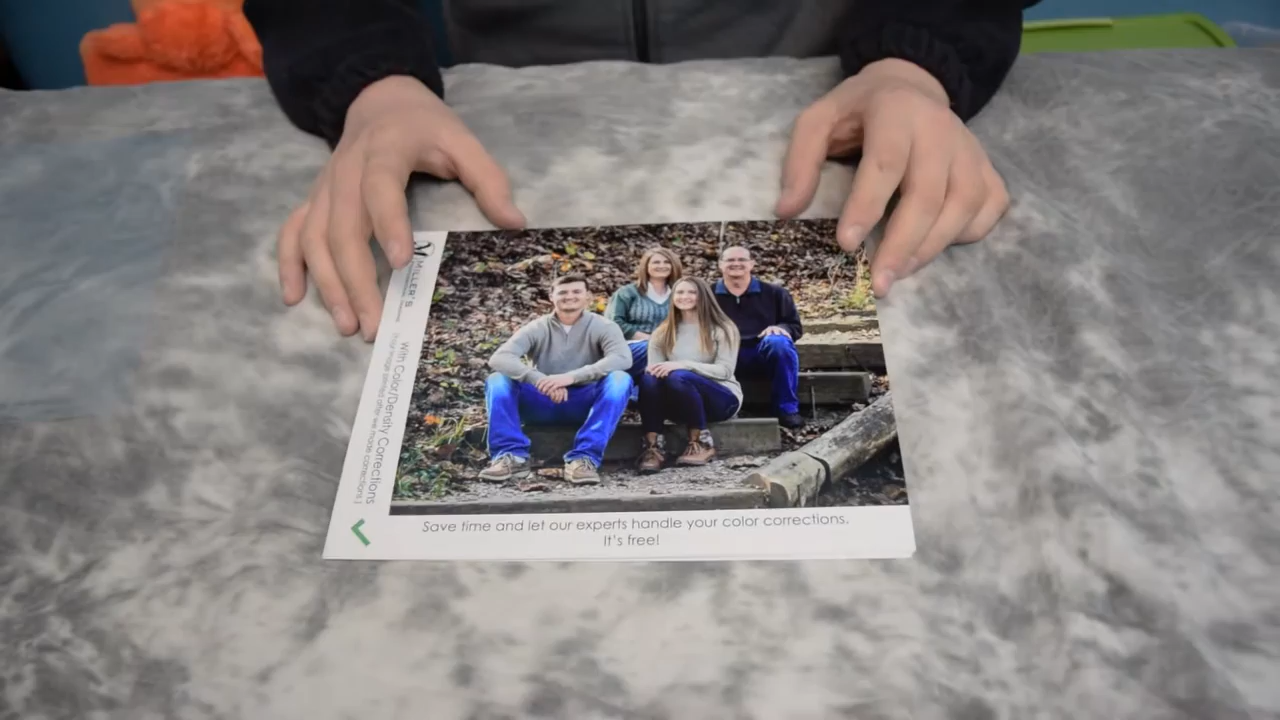 MILLER'S
With Color/Density Corrections
Save time and let our experts handle your color corrections.
It's free!